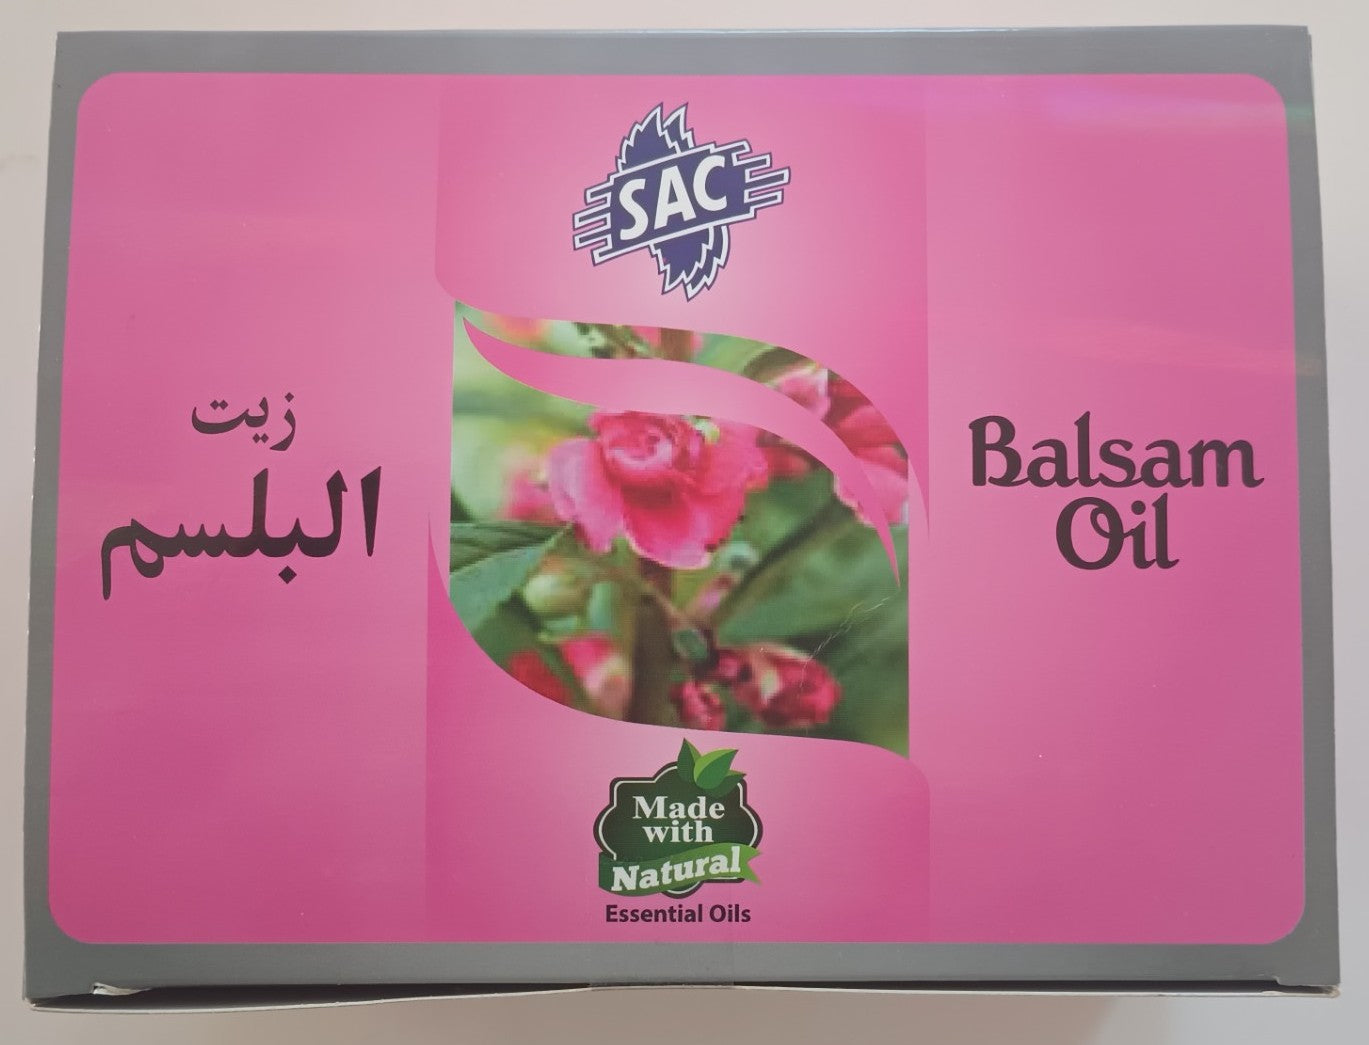 SAC
زيت
البلسم
Balsam
Oil
Made
with
Natural
Essential Oils